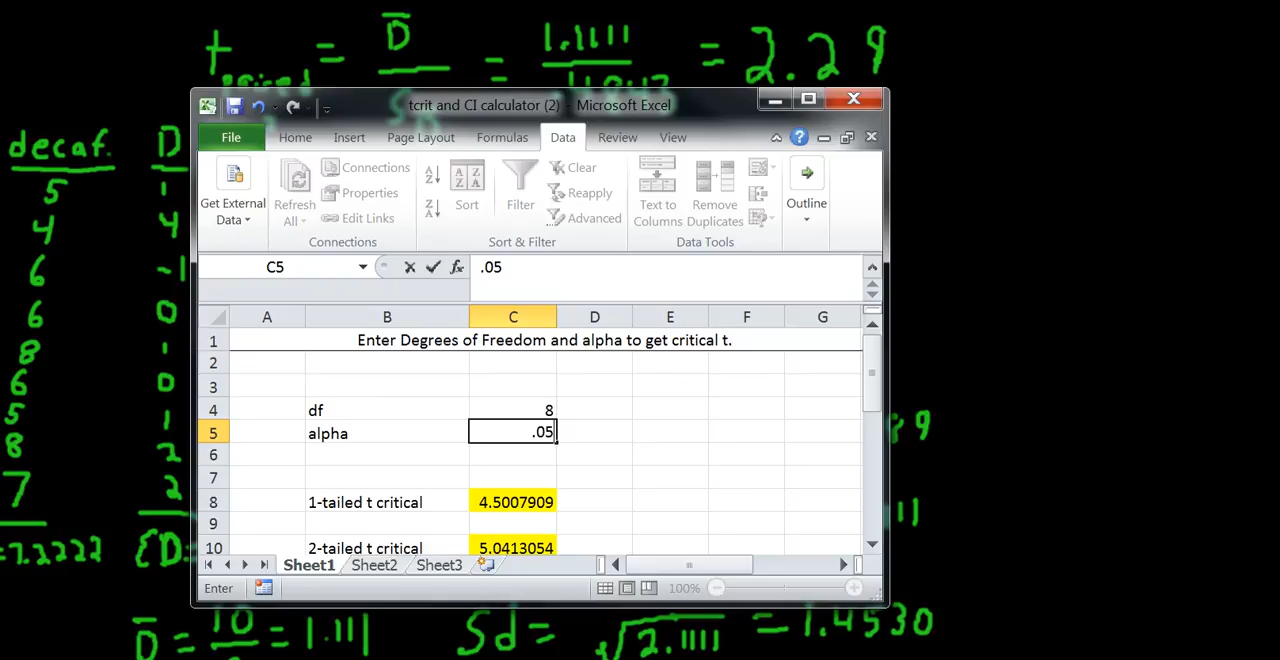 t = D̄ = 1.1111 = 2.29
paired
tcrit and CI calculator (2) - Microsoft Excel
File Home Insert Page Layout Formulas Data Review View
Get External Data
Refresh All
Connections
Properties
Edit Links
Connections
Sort
Filter
Clear
Reapply
Advanced
Sort & Filter
Text to Columns
Remove Duplicates
Data Tools
Outline
C5 fx .05
A B C D E F G
1 Enter Degrees of Freedom and alpha to get critical t.
2
3
4 df 8
5 alpha .05
6
7
8 1-tailed t critical 4.5007909
9
10 2-tailed t critical 5.0413054
Sheet1 Sheet2 Sheet3
Enter 100%
decaf. D
5 1
4 4
6 -1
6 0
8 1
6 0
5 1
8 2
7 2
=7.2222 {D=
89
11
D̄ = 10 = 1.111 Sd = √2.1111 = 1.4530